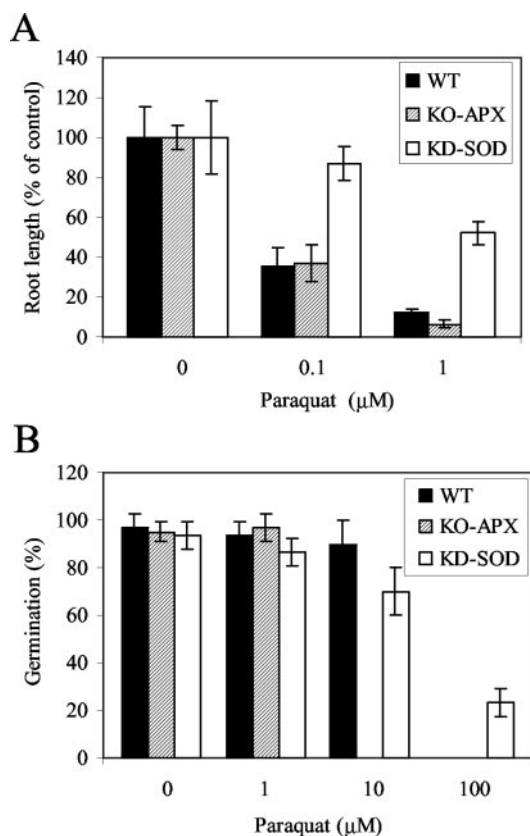 A
140
120
100
80
60
40
20
0
Root length (% of control)
WT
KO-APX
KD-SOD
0 0.1 1
Paraquat (μM)
B
120
100
80
60
40
20
0
Germination (%)
WT
KO-APX
KD-SOD
0 1 10 100
Paraquat (μM)